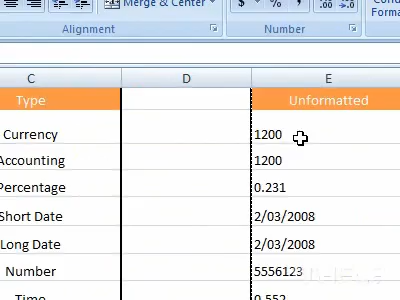 Merge & Center
$ % ,
.00
Alignment
Number
C D E
Type Unformatted
Currency 1200
Accounting 1200
Percentage 0.231
Short Date 2/03/2008
Long Date 2/03/2008
Number 5556123
Time 0.552